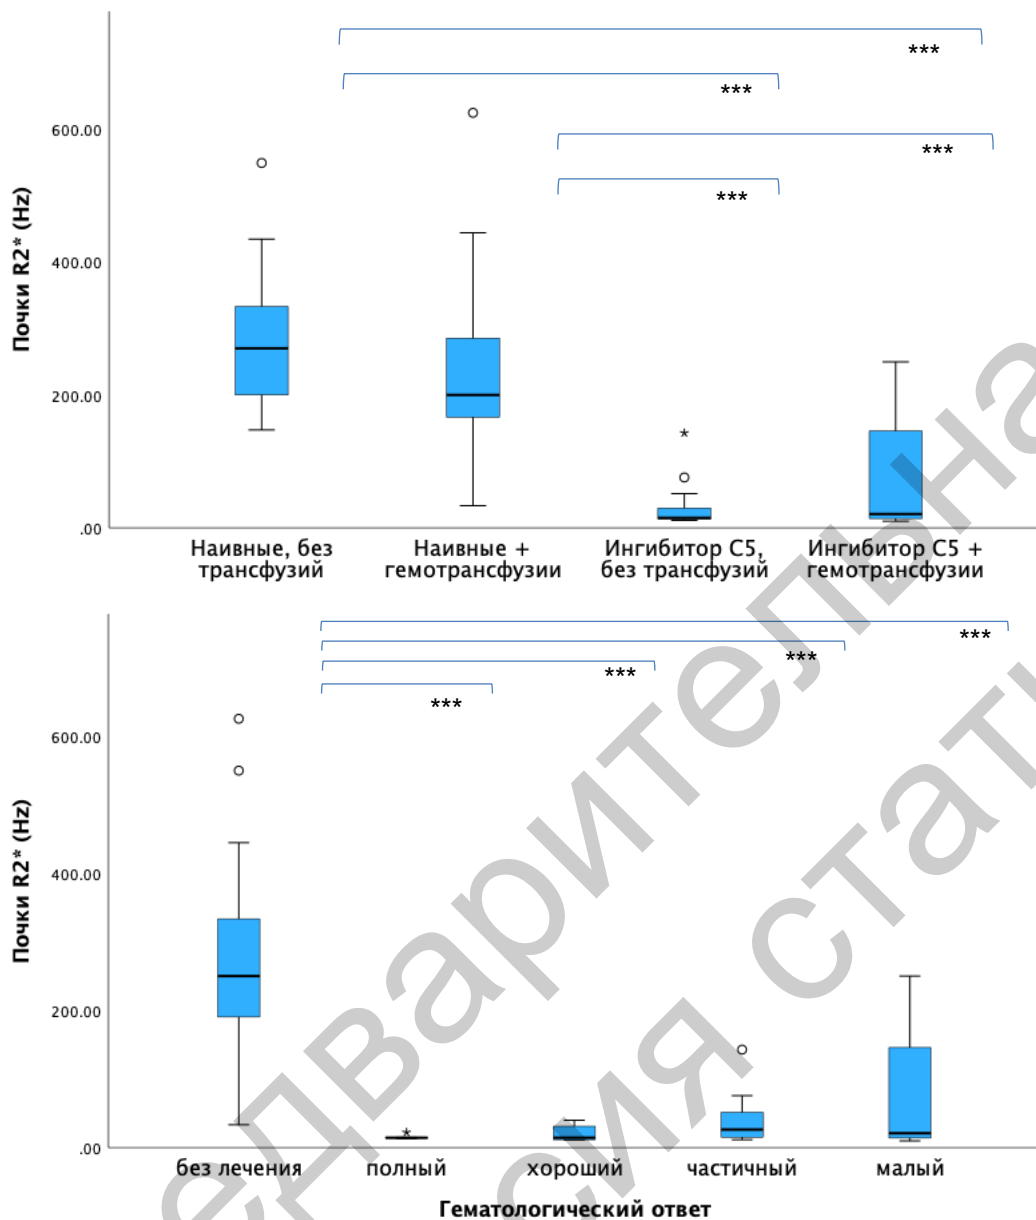 ***
***
***
***
600.00
400.00
200.00
.00
Почки R2* (Hz)
Наивные, без
трансфузий
Наивные +
гемотрансфузии
Ингибитор С5,
без трансфузий
Ингибитор С5 +
гемотрансфузии
***
***
***
***
600.00
400.00
200.00
.00
Почки R2* (Hz)
без лечения
полный
хороший
частичный
малый
Гематологический ответ